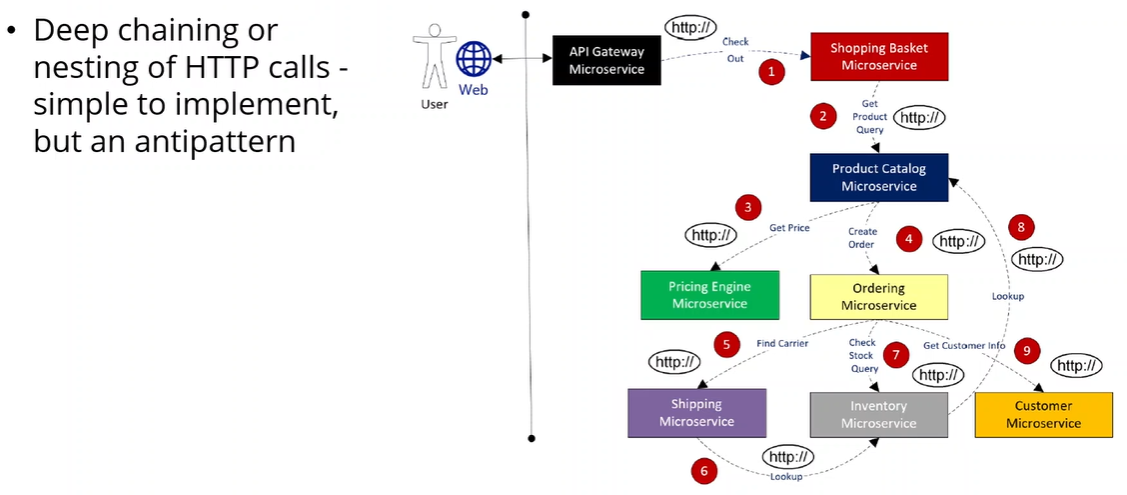 • Deep chaining or
nesting of HTTP calls -
simple to implement,
but an antipattern
User
Web
API Gateway
Microservice
http://
Check
Out
1
Shopping Basket
Microservice
2
Get
Product
Query
http://
Product Catalog
Microservice
3
http://
Get Price
Create
Order
4
http://
8
http://
Pricing Engine
Microservice
Ordering
Microservice
Lookup
5
Find Carrier
http://
Check
Stock
Query
7
http://
Get Customer Info
9
http://
Shipping
Microservice
Inventory
Microservice
Customer
Microservice
6
http://
Lookup